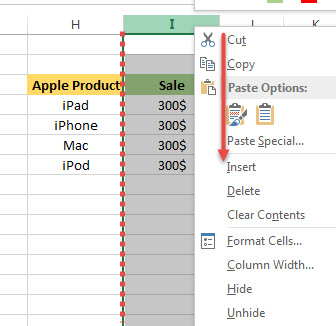 H I J K
Apple Product Sale
iPad 300$
iPhone 300$
Mac 300$
iPod 300$
Cut
Copy
Paste Options:
Paste Special...
Insert
Delete
Clear Contents
Format Cells...
Column Width...
Hide
Unhide